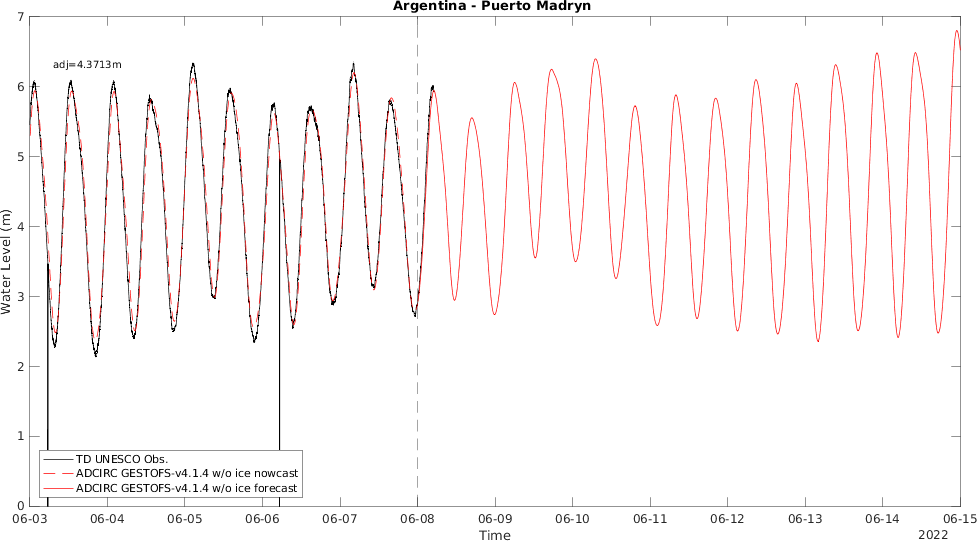 Argentina - Puerto Madryn
adj=4.3713m
Water Level (m)
7
6
5
4
3
2
1
0
TD UNESCO Obs.
ADCIRC GESTOFS-v4.1.4 w/o ice nowcast
ADCIRC GESTOFS-v4.1.4 w/o ice forecast
06-03 06-04 06-05 06-06 06-07 06-08 06-09 06-10 06-11 06-12 06-13 06-14 06-15
Time
2022